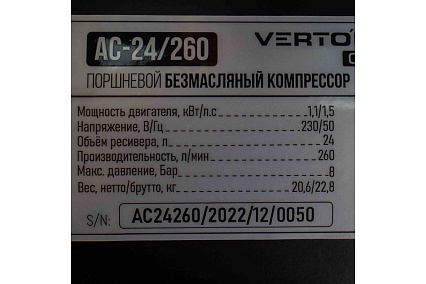 AC-24/260 VERTO
ПОРШНЕВОЙ БЕЗМАСЛЯНЫЙ КОМПРЕССОР
Мощность двигателя, кВт/л.с. 1,1/1,5
Напряжение, В/Гц 230/50
Объём ресивера, л 24
Производительность, л/мин 260
Макс. давление, Бар 8
Вес, нетто/брутто, кг 20,6/22,8
S/N: AC24260/2022/12/0050